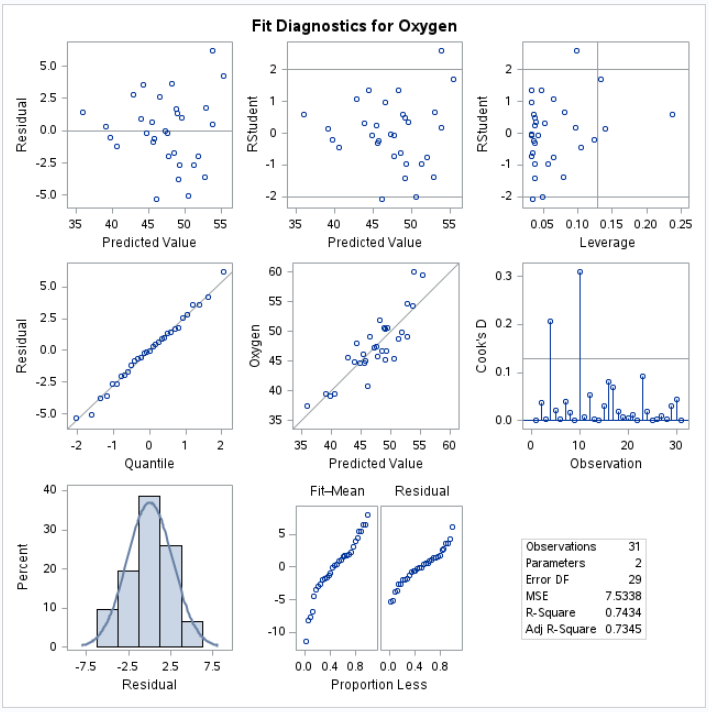 Fit Diagnostics for Oxygen
Residual
5.0
2.5
0.0
-2.5
-5.0
35 40 45 50 55
Predicted Value
RStudent
2
1
0
-1
-2
35 40 45 50 55
Predicted Value
RStudent
2
1
0
-1
-2
0.05 0.10 0.15 0.20 0.25
Leverage
Residual
5.0
2.5
0.0
-2.5
-5.0
-2 -1 0 1 2
Quantile
Oxygen
60
55
50
45
40
35
35 40 45 50 55 60
Predicted Value
Cook's D
0.3
0.2
0.1
0.0
0 10 20 30
Observation
Percent
40
30
20
10
0
-7.5 -2.5 2.5 7.5
Residual
Fit–Mean Residual
5
0
-5
-10
0.0 0.4 0.8 0.0 0.4 0.8
Proportion Less
Observations 31
Parameters 2
Error DF 29
MSE 7.5338
R-Square 0.7434
Adj R-Square 0.7345